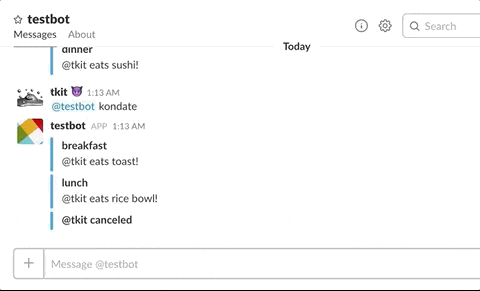 testbot
Messages About
Search
Today
dinner
@tkit eats sushi!
tkit 😈 1:13 AM
@testbot kondate
testbot APP 1:13 AM
breakfast
@tkit eats toast!
lunch
@tkit eats rice bowl!
@tkit canceled
Message @testbot